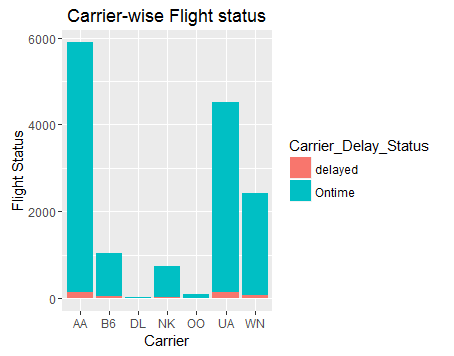 Carrier-wise Flight status
6000
4000
2000
0
Flight Status
AA B6 DL NK OO UA WN
Carrier
Carrier_Delay_Status
delayed
Ontime